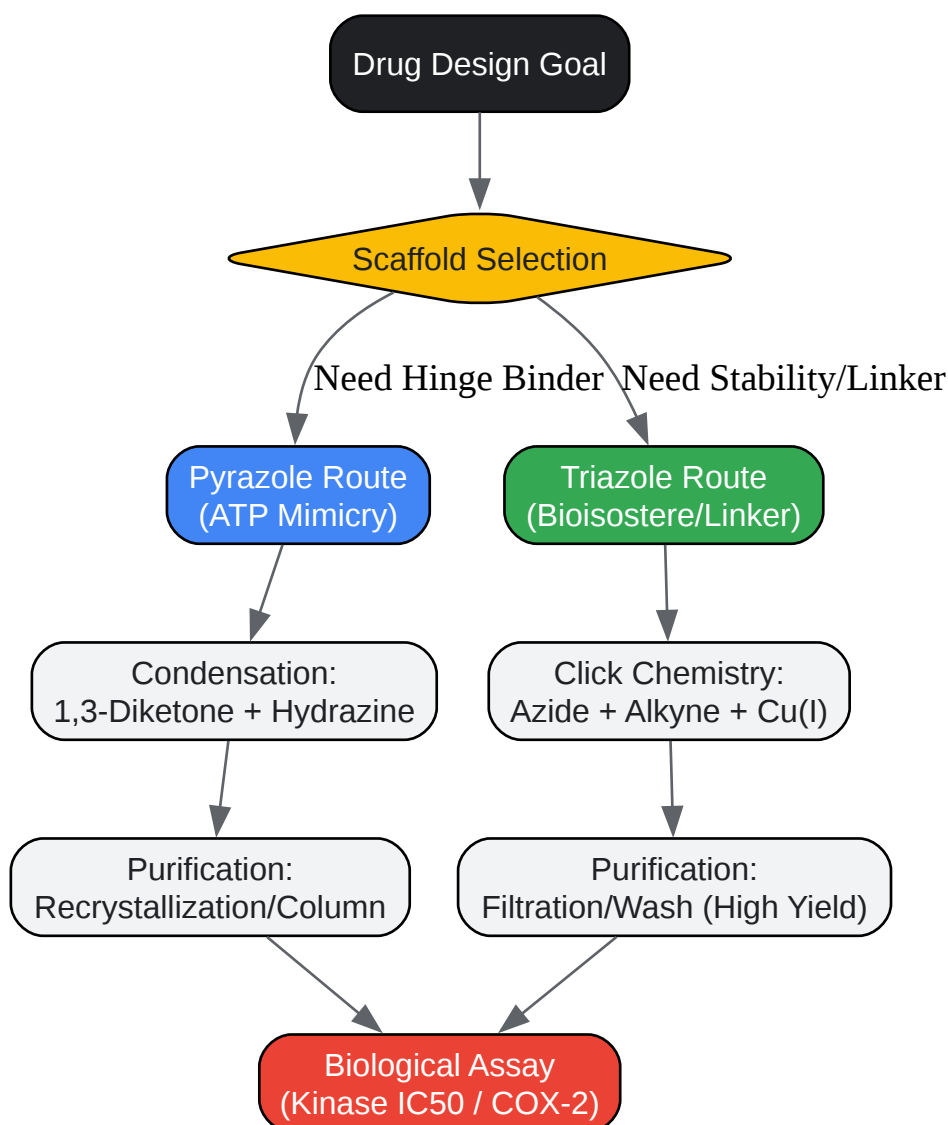 Drug Design Goal
Scaffold Selection
Need Hinge Binder
Need Stability/Linker
Pyrazole Route
(ATP Mimicry)
Triazole Route
(Bioisostere/Linker)
Condensation:
1,3-Diketone + Hydrazine
Click Chemistry:
Azide + Alkyne + Cu(I)
Purification:
Recrystallization/Column
Purification:
Filtration/Wash (High Yield)
Biological Assay
(Kinase IC50 / COX-2)